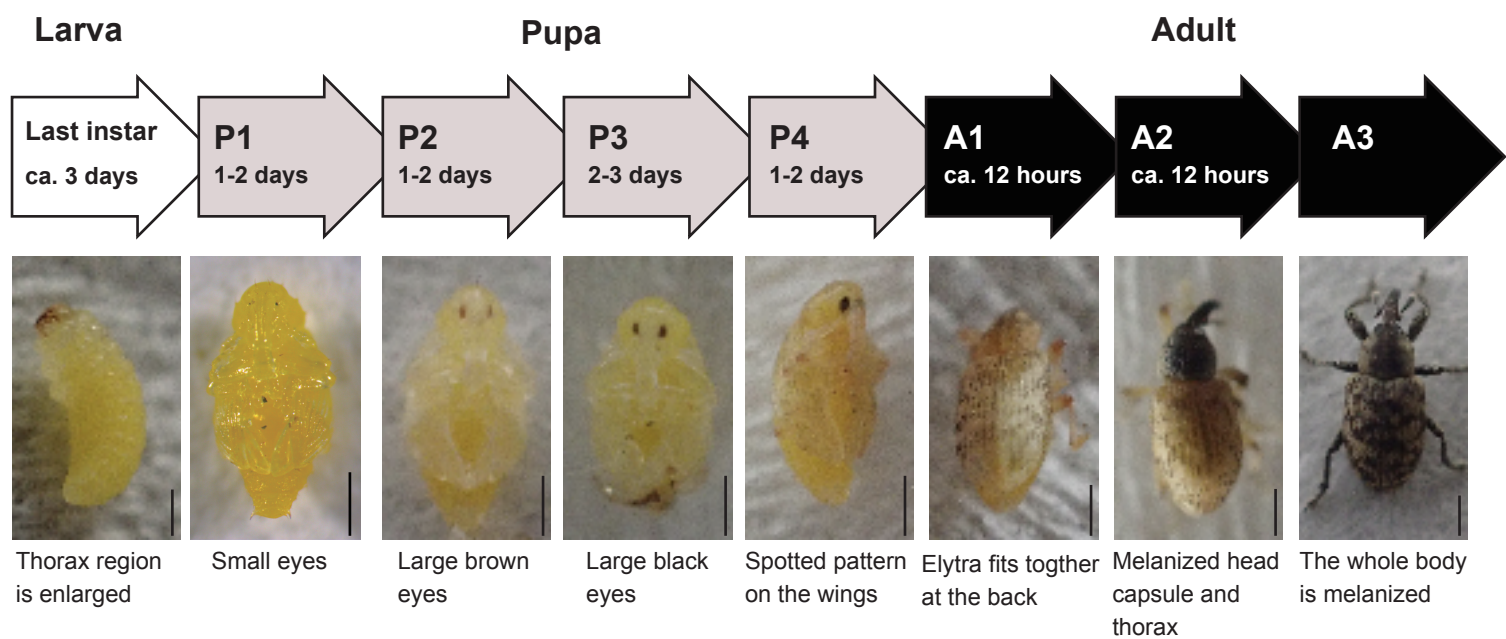 Larva
Pupa
Adult
Last instar
ca. 3 days
P1
1-2 days
P2
1-2 days
P3
2-3 days
P4
1-2 days
A1
ca. 12 hours
A2
ca. 12 hours
A3
Thorax region
is enlarged
Small eyes
Large brown
eyes
Large black
eyes
Spotted pattern
on the wings
Elytra fits togther
at the back
Melanized head
capsule and
thorax
The whole body
is melanized